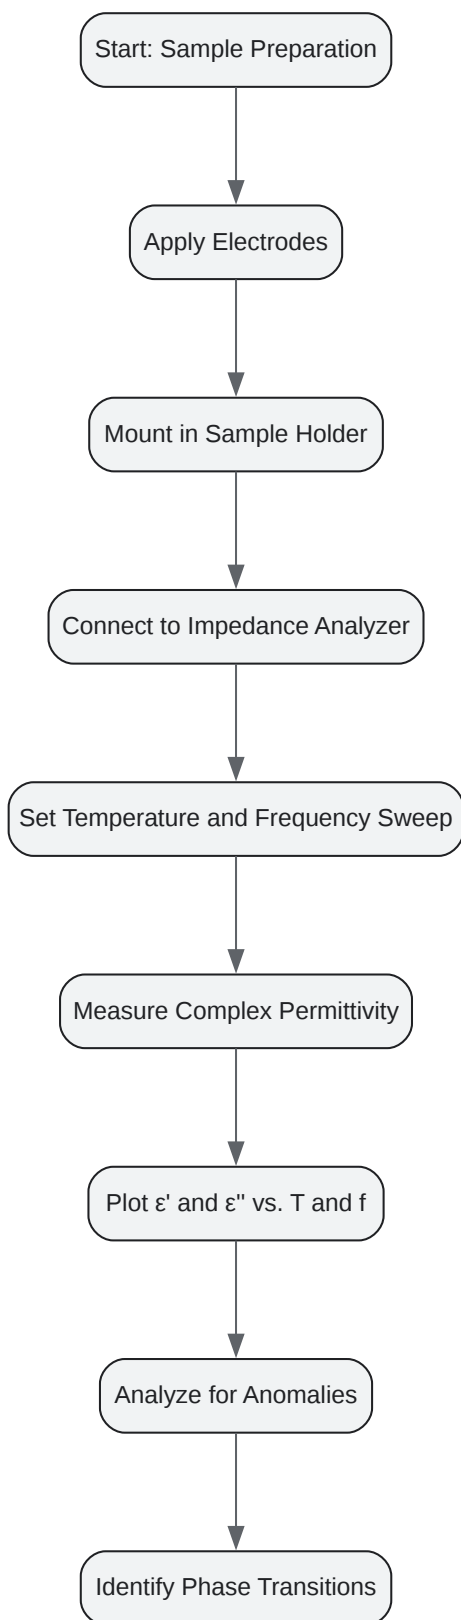 Start: Sample Preparation
Apply Electrodes
Mount in Sample Holder
Connect to Impedance Analyzer
Set Temperature and Frequency Sweep
Measure Complex Permittivity
Plot ε' and ε'' vs. T and f
Analyze for Anomalies
Identify Phase Transitions